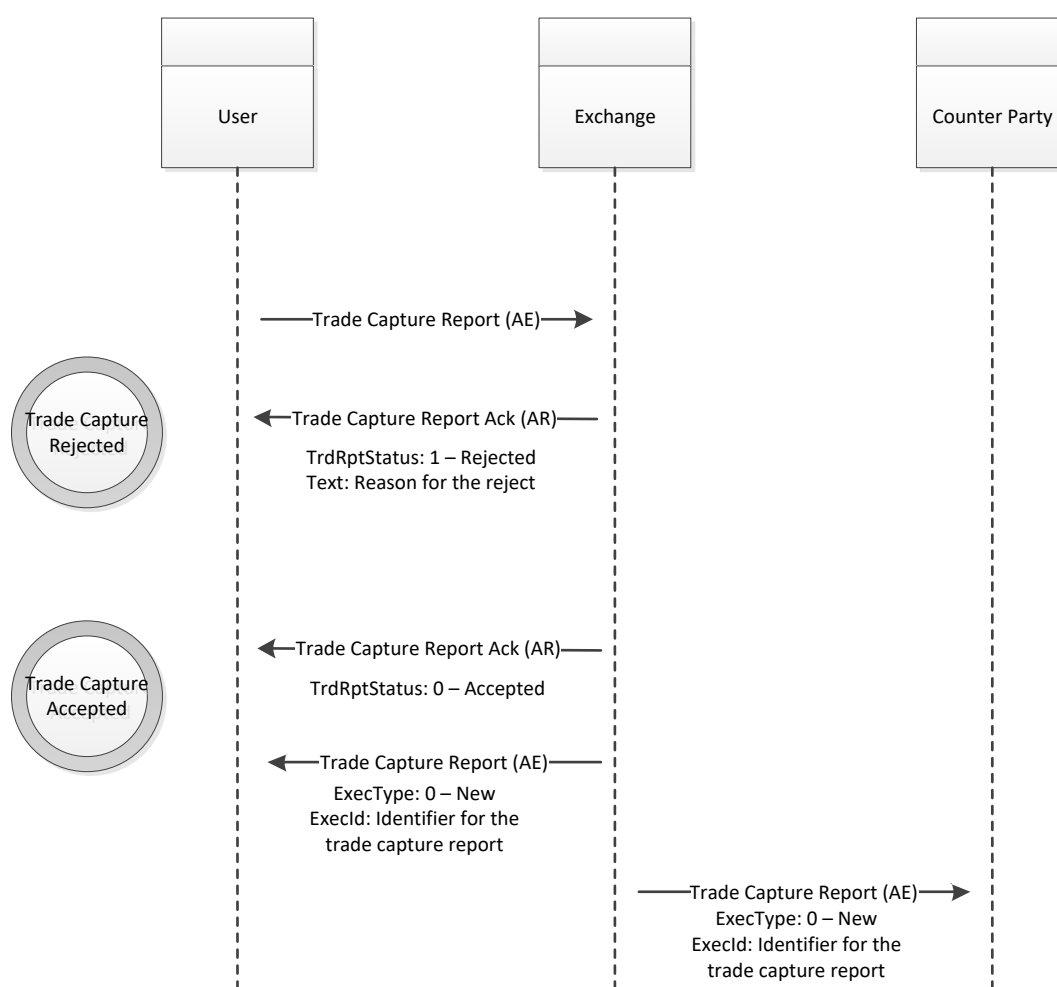 User
Exchange
Counter Party
Trade Capture Report (AE)
Trade Capture
Rejected
Trade Capture Report Ack (AR)
TrdRptStatus: 1 – Rejected
Text: Reason for the reject
Trade Capture
Accepted
Trade Capture Report Ack (AR)
TrdRptStatus: 0 – Accepted
Trade Capture Report (AE)
ExecType: 0 – New
ExecId: Identifier for the
trade capture report
Trade Capture Report (AE)
ExecType: 0 – New
ExecId: Identifier for the
trade capture report